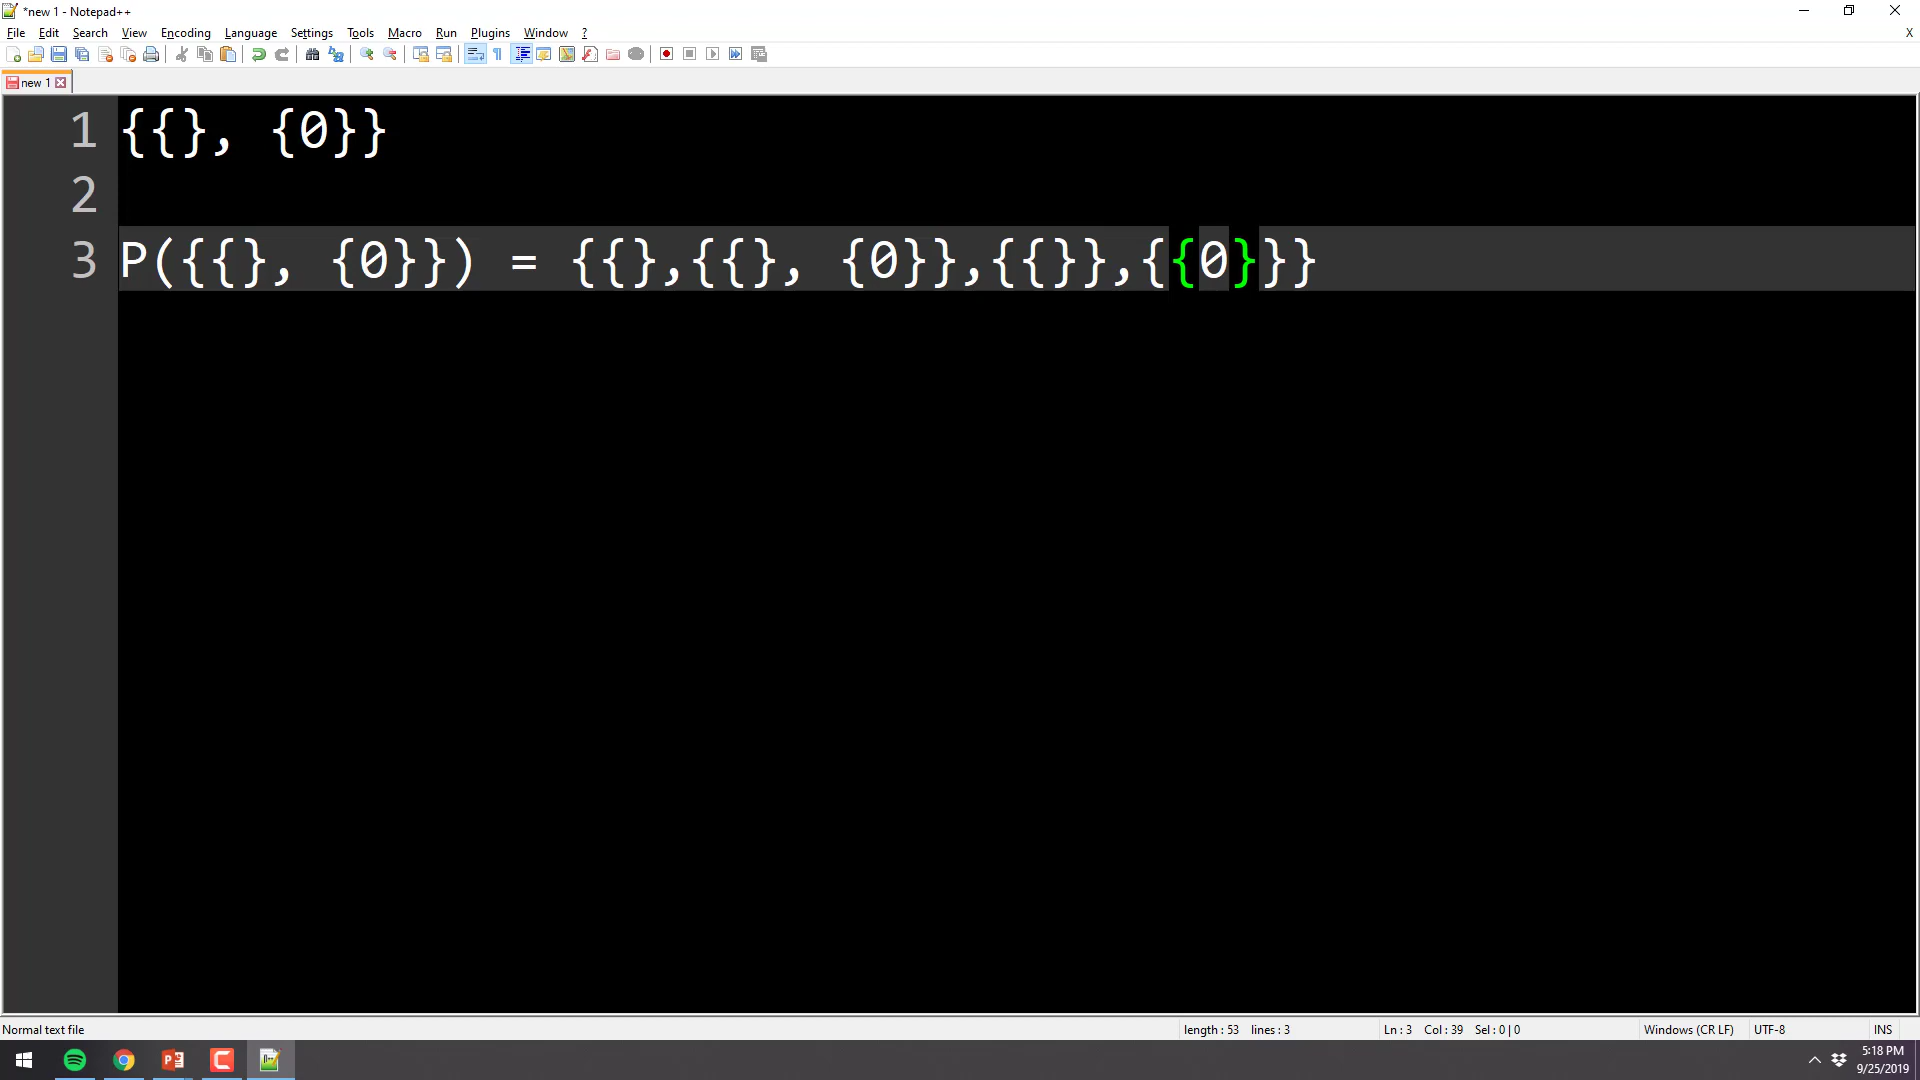 *new 1 - Notepad++
File Edit Search View Encoding Language Settings Tools Macro Run Plugins Window ? X
new 1
1 {{}, {0}}
2
3 P({{}, {0}}) = {{},{{}, {0}},{{}},{{0}}}
Normal text file length : 53 lines : 3 Ln : 3 Col : 39 Sel : 0 | 0 Windows (CR LF) UTF-8 INS
5:18 PM
9/25/2019